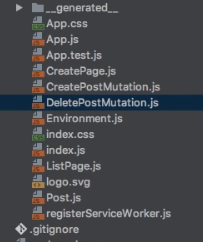 __generated__
App.css
App.js
App.test.js
CreatePage.js
CreatePostMutation.js
DeletePostMutation.js
Environment.js
index.css
index.js
ListPage.js
logo.svg
Post.js
registerServiceWorker.js
.gitignore